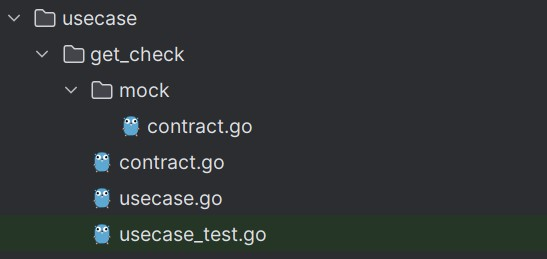 usecase
get_check
mock
contract.go
contract.go
usecase.go
usecase_test.go